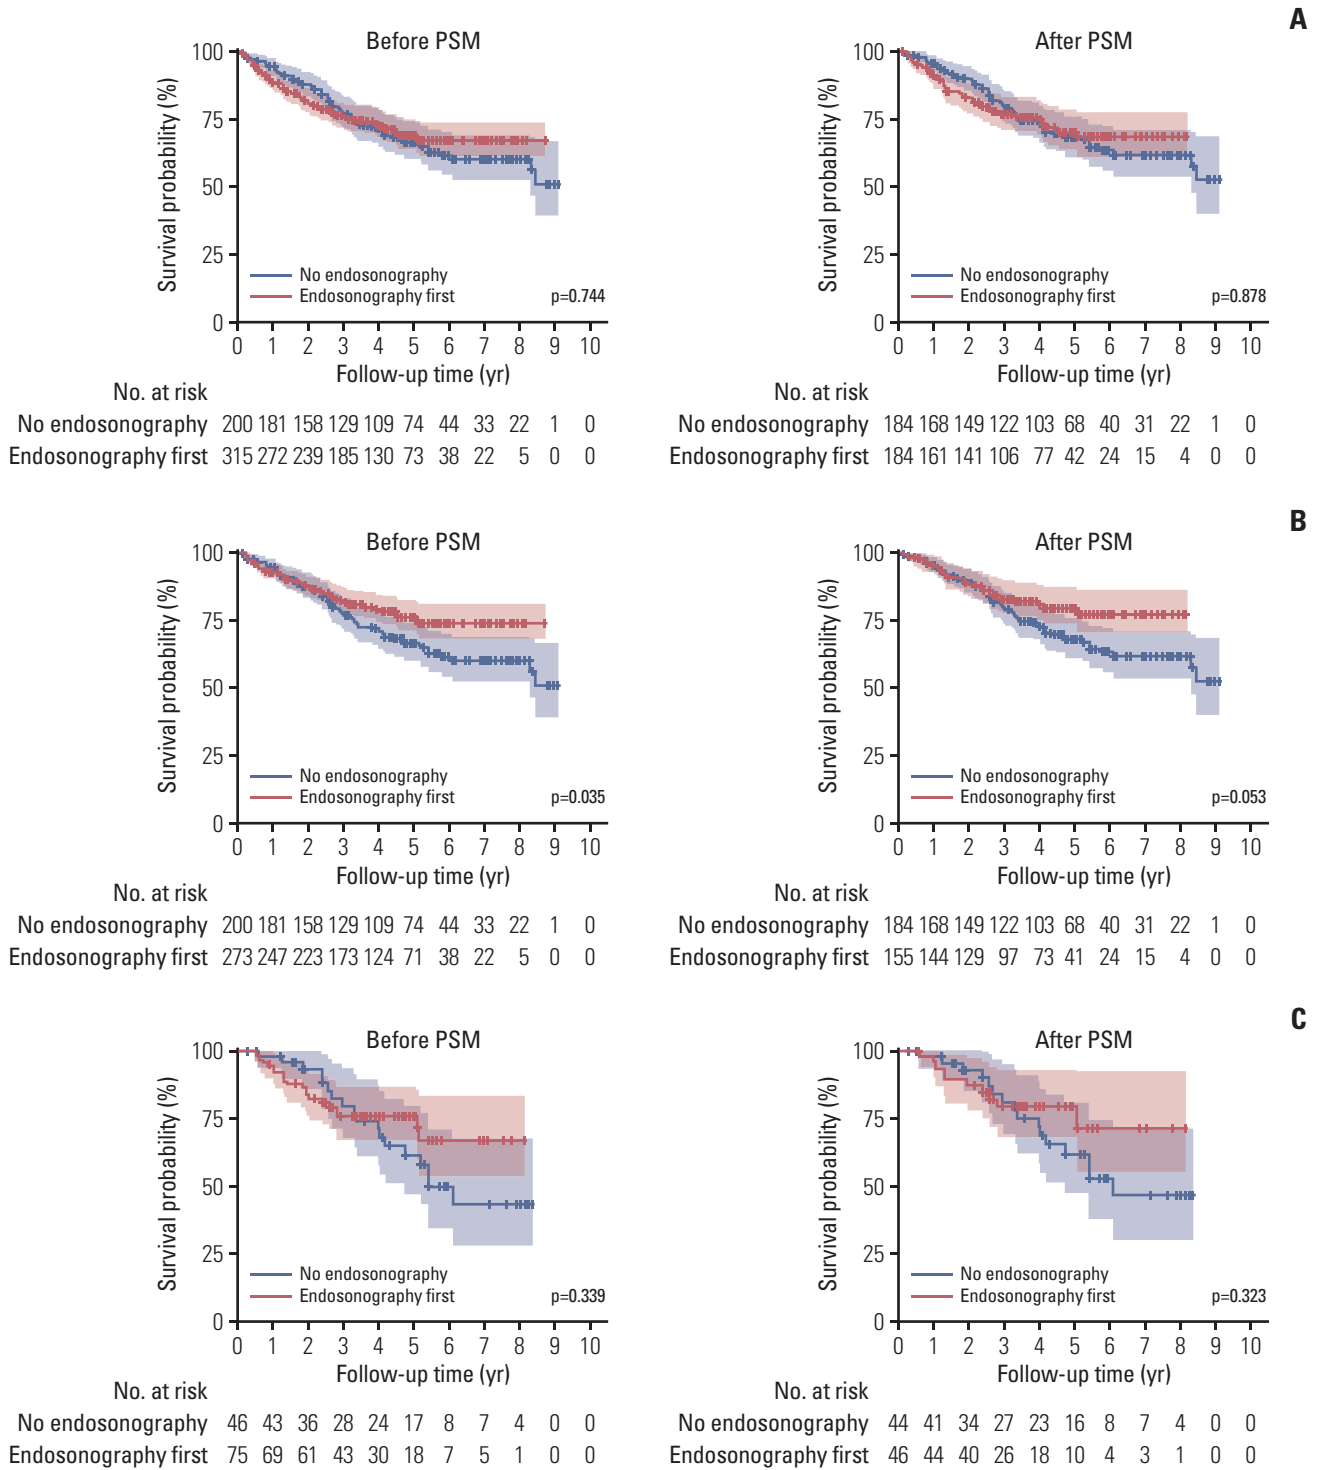 A
Before PSM
After PSM
100
75
50
25
0
Survival probability (%)
No endosonography
Endosonography first
p=0.744
0 1 2 3 4 5 6 7 8 9 10
Follow-up time (yr)
No. at risk
No endosonography 200 181 158 129 109 74 44 33 22 1 0
Endosonography first 315 272 239 185 130 73 38 22 5 0 0
100
75
50
25
0
Survival probability (%)
No endosonography
Endosonography first
p=0.878
0 1 2 3 4 5 6 7 8 9 10
Follow-up time (yr)
No. at risk
No endosonography 184 168 149 122 103 68 40 31 22 1 0
Endosonography first 184 161 141 106 77 42 24 15 4 0 0
B
Before PSM
After PSM
100
75
50
25
0
Survival probability (%)
No endosonography
Endosonography first
p=0.035
0 1 2 3 4 5 6 7 8 9 10
Follow-up time (yr)
No. at risk
No endosonography 200 181 158 129 109 74 44 33 22 1 0
Endosonography first 273 247 223 173 124 71 38 22 5 0 0
100
75
50
25
0
Survival probability (%)
No endosonography
Endosonography first
p=0.053
0 1 2 3 4 5 6 7 8 9 10
Follow-up time (yr)
No. at risk
No endosonography 184 168 149 122 103 68 40 31 22 1 0
Endosonography first 155 144 129 97 73 41 24 15 4 0 0
C
Before PSM
After PSM
100
75
50
25
0
Survival probability (%)
No endosonography
Endosonography first
p=0.339
0 1 2 3 4 5 6 7 8 9 10
Follow-up time (yr)
No. at risk
No endosonography 46 43 36 28 24 17 8 7 4 0 0
Endosonography first 75 69 61 43 30 18 7 5 1 0 0
100
75
50
25
0
Survival probability (%)
No endosonography
Endosonography first
p=0.323
0 1 2 3 4 5 6 7 8 9 10
Follow-up time (yr)
No. at risk
No endosonography 44 41 34 27 23 16 8 7 4 0 0
Endosonography first 46 44 40 26 18 10 4 3 1 0 0